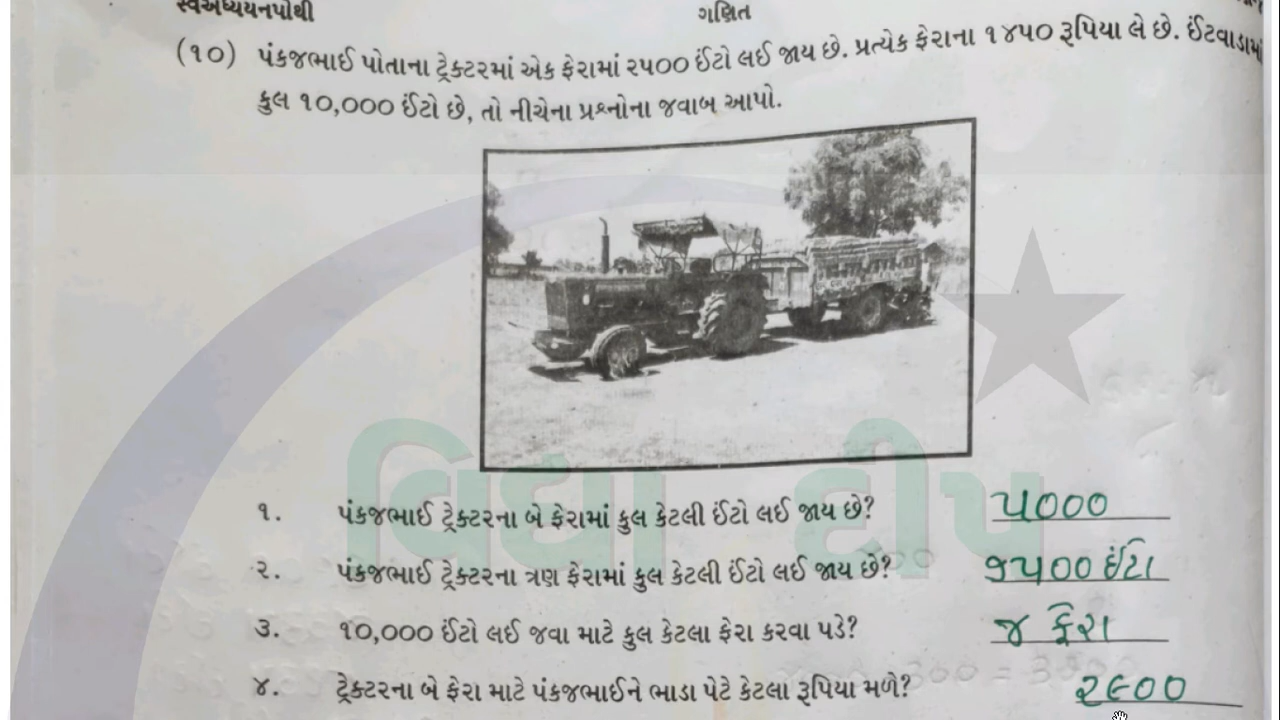 સ્વઅધ્યયનપોથી
ગણિત
(૧૦) પંકજભાઈ પોતાના ટ્રેક્ટરમાં એક ફેરામાં ૨૫૦૦ ઈંટો લઈ જાય છે. પ્રત્યેક ફેરાના ૧૪૫૦ રૂપિયા લે છે. ઈંટવાડામાં
કુલ ૧૦,૦૦૦ ઈંટો છે, તો નીચેના પ્રશ્નોના જવાબ આપો.
વિદ્યા દીપ
૧. પંકજભાઈ ટ્રેક્ટરના બે ફેરામાં કુલ કેટલી ઈંટો લઈ જાય છે? ૫૦૦૦
૨. પંકજભાઈ ટ્રેક્ટરના ત્રણ ફેરામાં કુલ કેટલી ઈંટો લઈ જાય છે? ૭૫૦૦ ઈંટો
૩. ૧૦,૦૦૦ ઈંટો લઈ જવા માટે કુલ કેટલા ફેરા કરવા પડે? ૪ ફેરા
૪. ટ્રેક્ટરના બે ફેરા માટે પંકજભાઈને ભાડા પેટે કેટલા રૂપિયા મળે? ૨૯૦૦